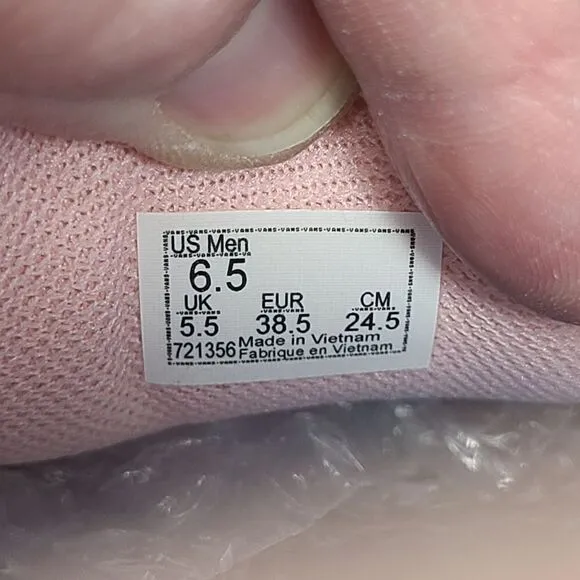 US Men
6.5
UK EUR CM
5.5 38.5 24.5
721356 Made in Vietnam
Fabrique en Vietnam